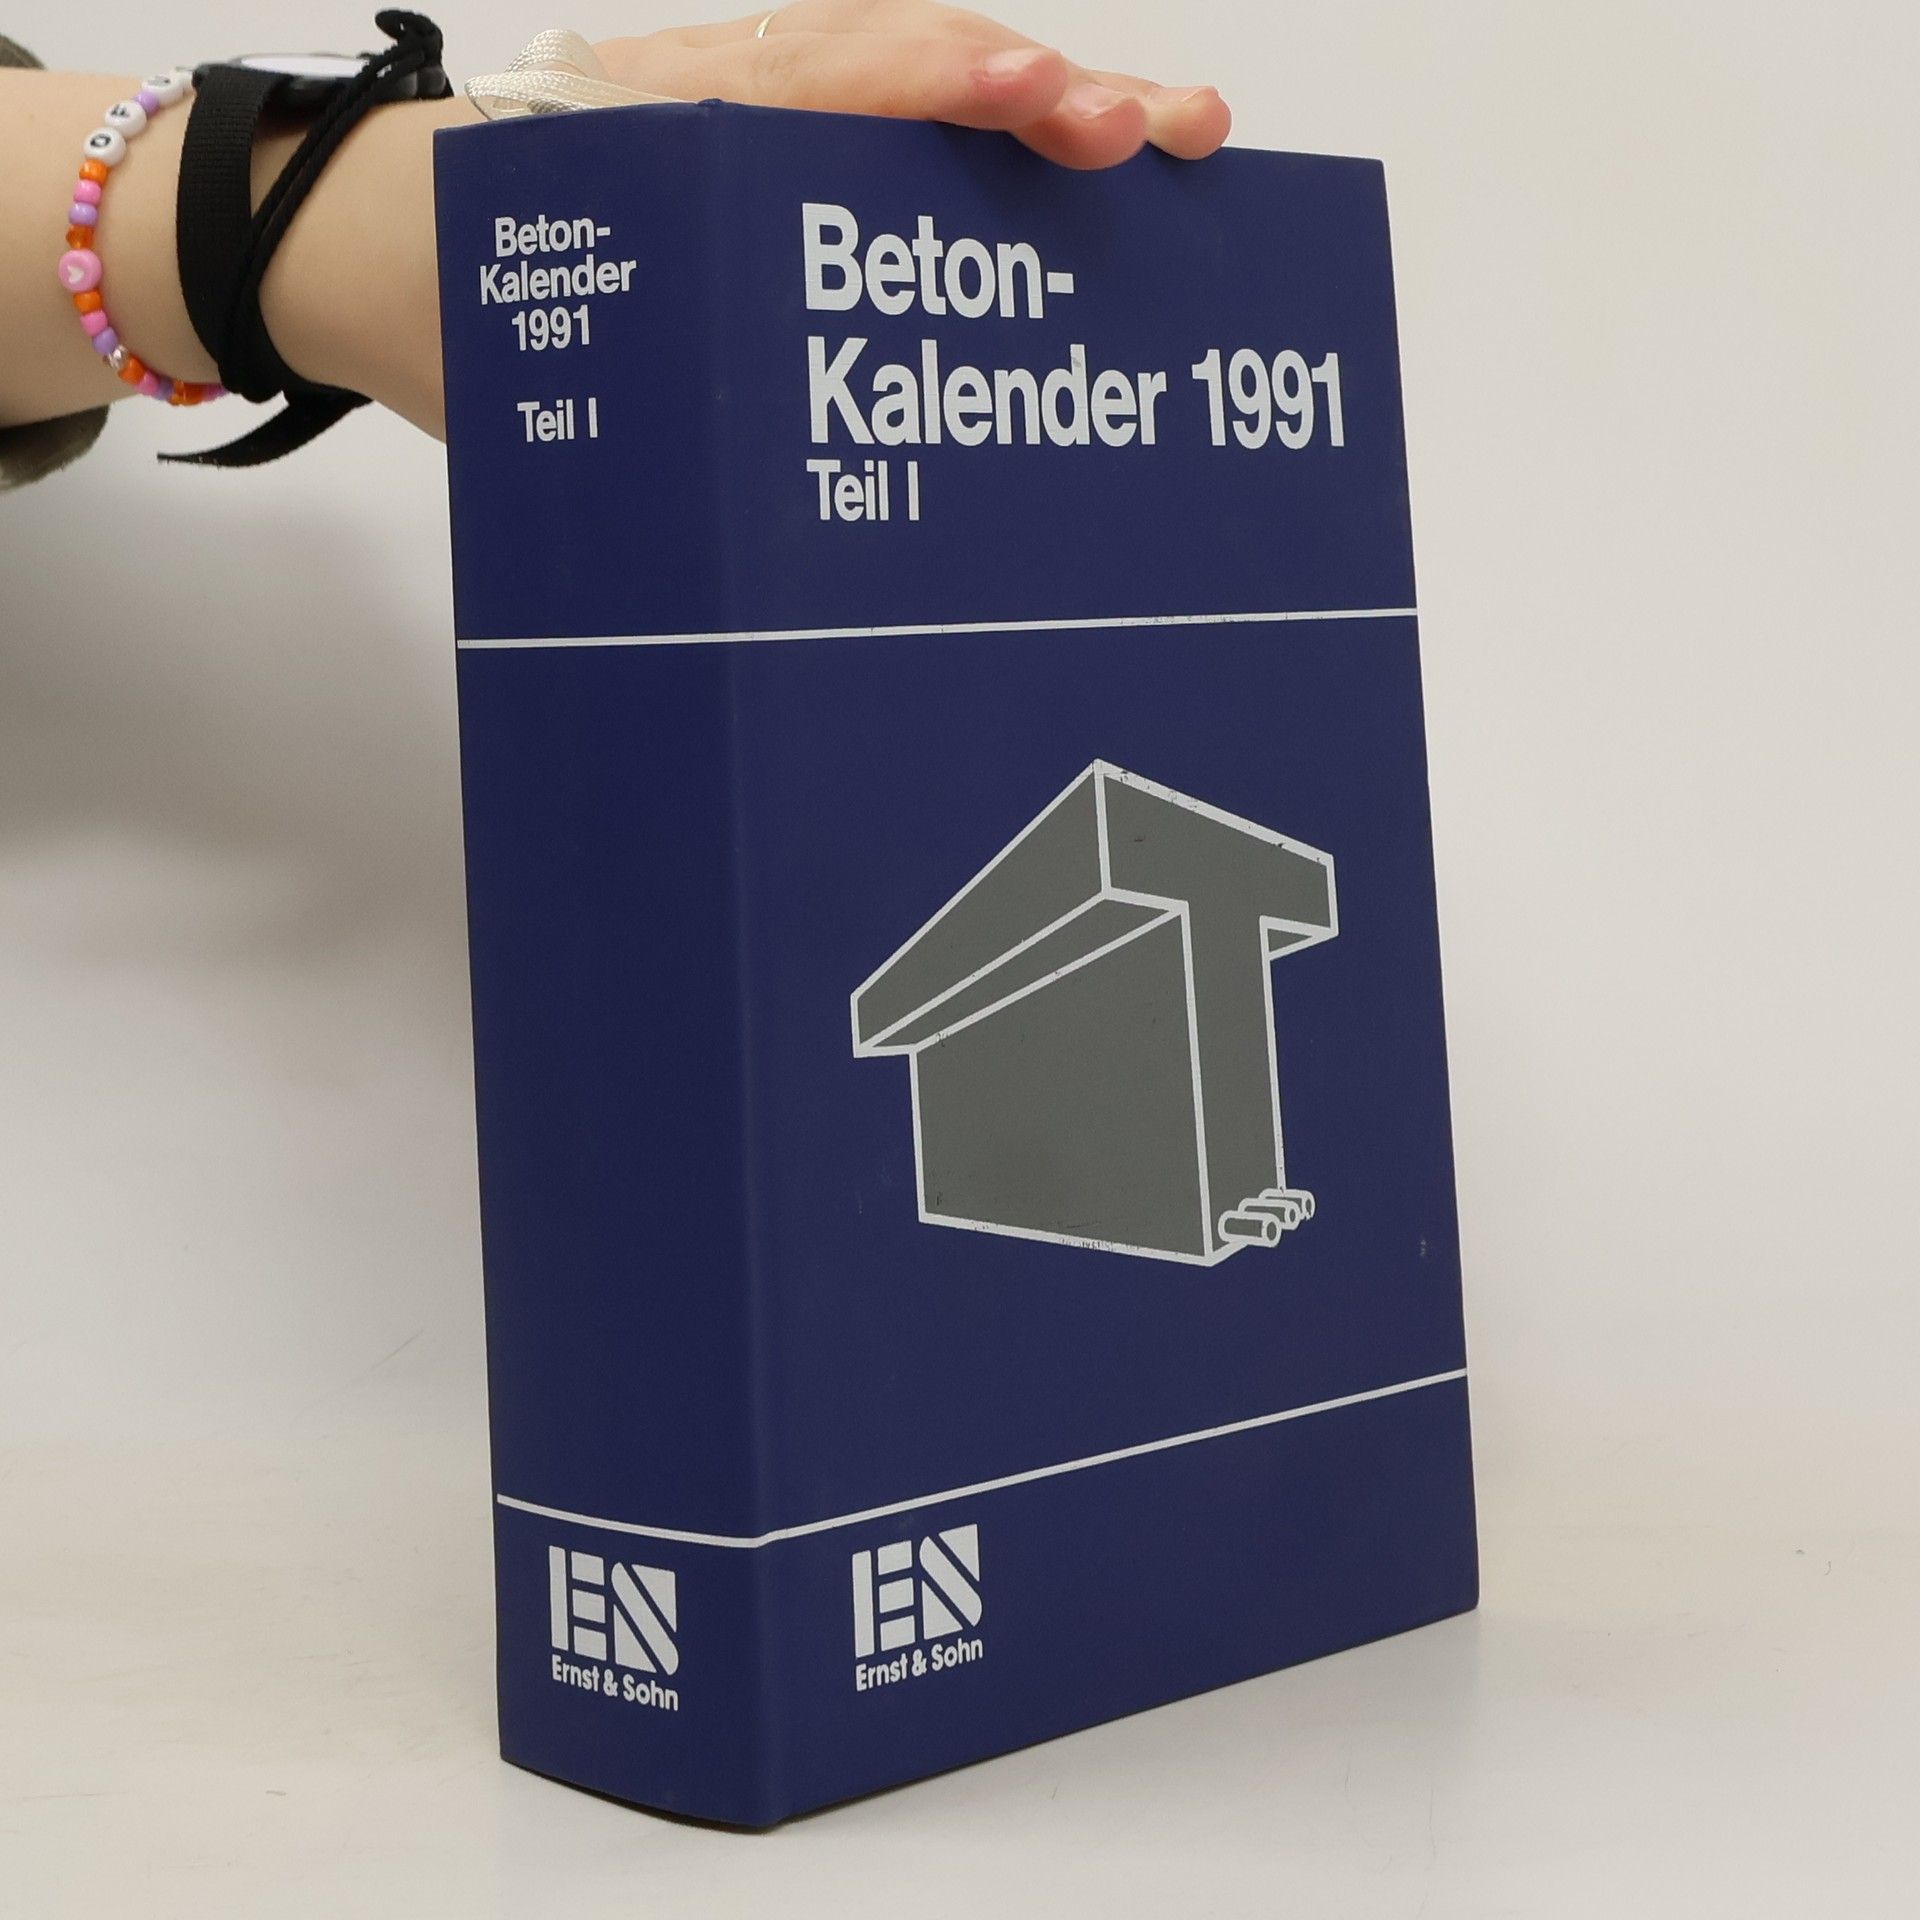 Beton-
Kalender
1991
Teil I
Beton-
Kalender 1991
Teil I
ES
Ernst & Sohn
ES
Ernst & Sohn